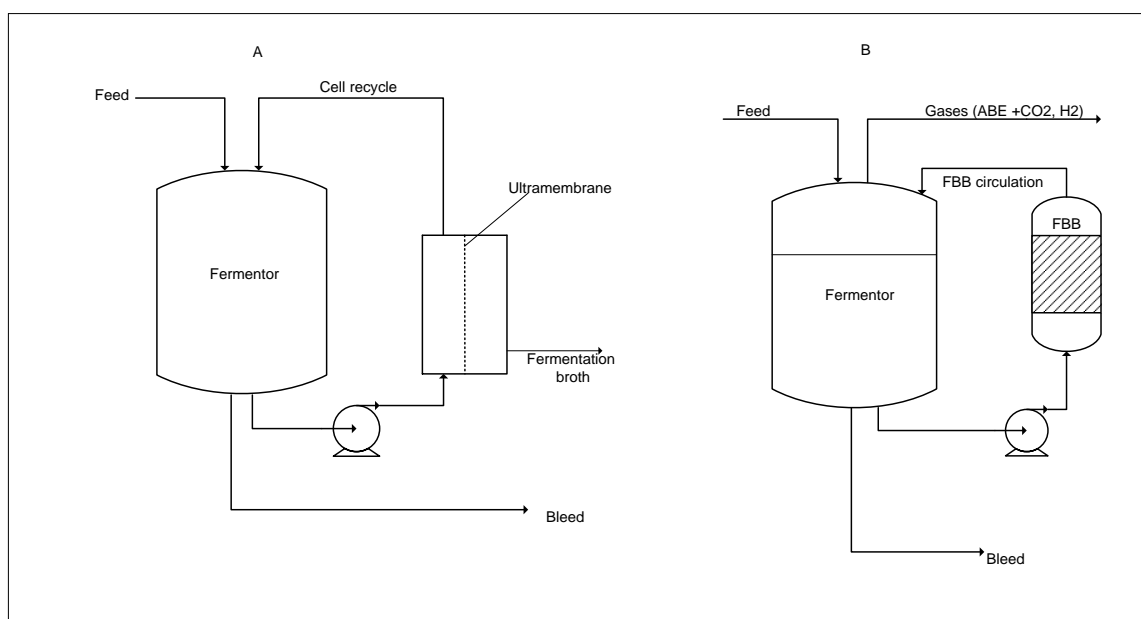 A
Cell recycle
Feed
Ultramembrane
Fermentor
Fermentation
broth
Bleed
B
Feed
Gases (ABE +CO2, H2)
FBB circulation
FBB
Fermentor
Bleed